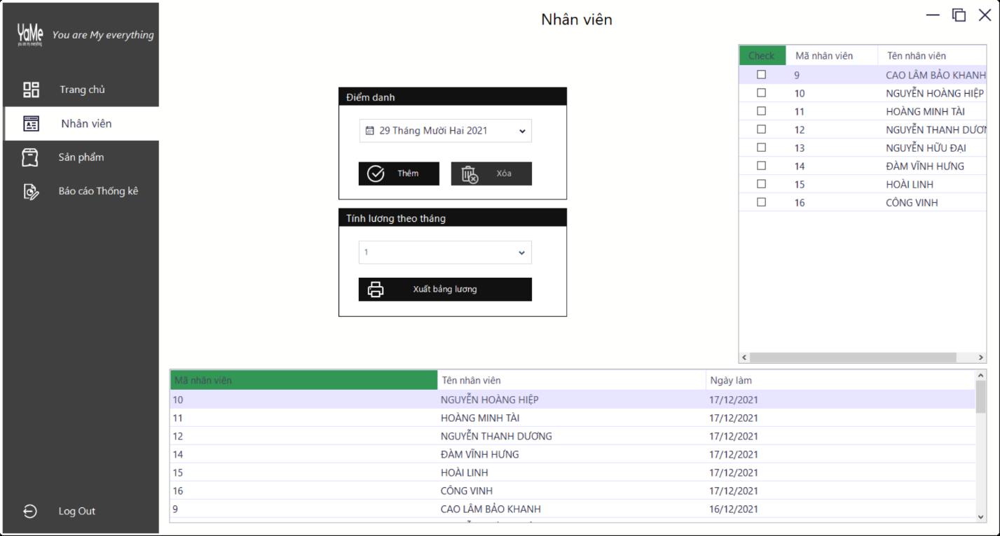 Nhân viên
YaMe
You are My everything
you are my everything
Trang chủ
Nhân viên
Sản phẩm
Báo cáo Thống kê
Log Out
Điểm danh
29 Tháng Mười Hai 2021
Thêm
Xóa
Tính lương theo tháng
1
Xuất bảng lương
Check Mã nhân viên Tên nhân viên
9 CAO LÂM BẢO KHANH
10 NGUYỄN HOÀNG HIỆP
11 HOÀNG MINH TÀI
12 NGUYỄN THANH DƯƠN
13 NGUYỄN HỮU ĐẠI
14 ĐÀM VĨNH HƯNG
15 HOÀI LINH
16 CÔNG VINH
Mã nhân viên Tên nhân viên Ngày làm
10 NGUYỄN HOÀNG HIỆP 17/12/2021
11 HOÀNG MINH TÀI 17/12/2021
12 NGUYỄN THANH DƯƠNG 17/12/2021
14 ĐÀM VĨNH HƯNG 17/12/2021
15 HOÀI LINH 17/12/2021
16 CÔNG VINH 17/12/2021
9 CAO LÂM BẢO KHANH 16/12/2021